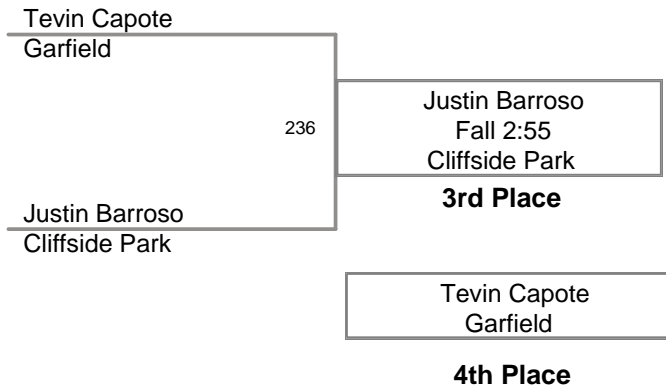 Tevin Capote
Garfield
236
Justin Barroso
Fall 2:55
Cliffside Park
3rd Place
Justin Barroso
Cliffside Park
Tevin Capote
Garfield
4th Place